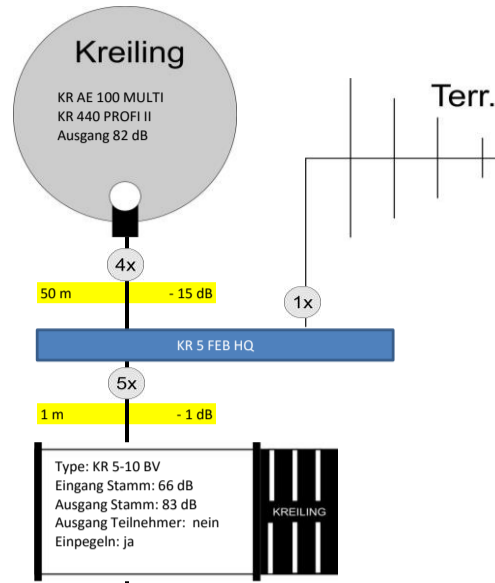 Kreiling
KR AE 100 MULTI
KR 440 PROFI II
Ausgang 82 dB
Terr.
4x
50 m - 15 dB
1x
KR 5 FEB HQ
5x
1 m - 1 dB
Type: KR 5-10 BV
Eingang Stamm: 66 dB
Ausgang Stamm: 83 dB
Ausgang Teilnehmer: nein
Einpegeln: ja
KREILING